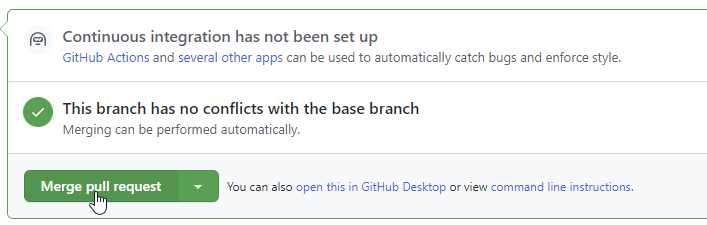 Continuous integration has not been set up
GitHub Actions and several other apps can be used to automatically catch bugs and enforce style.
This branch has no conflicts with the base branch
Merging can be performed automatically.
Merge pull request You can also open this in GitHub Desktop or view command line instructions.